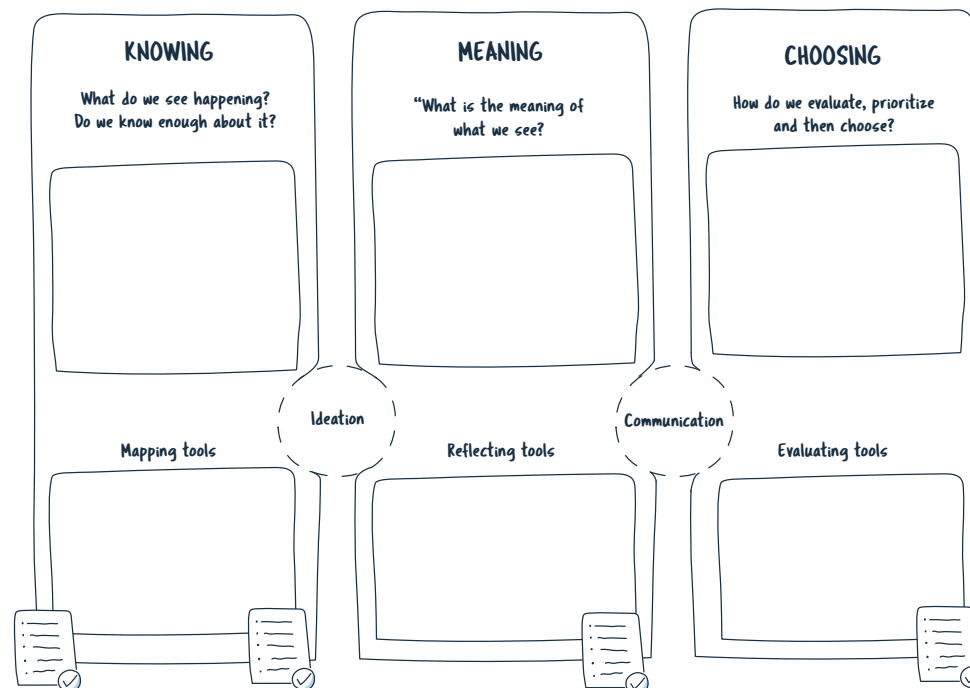 KNOWING
What do we see happening?
Do we know enough about it?
Mapping tools
Ideation
MEANING
“What is the meaning of
what we see?
Reflecting tools
Communication
CHOOSING
How do we evaluate, prioritize
and then choose?
Evaluating tools